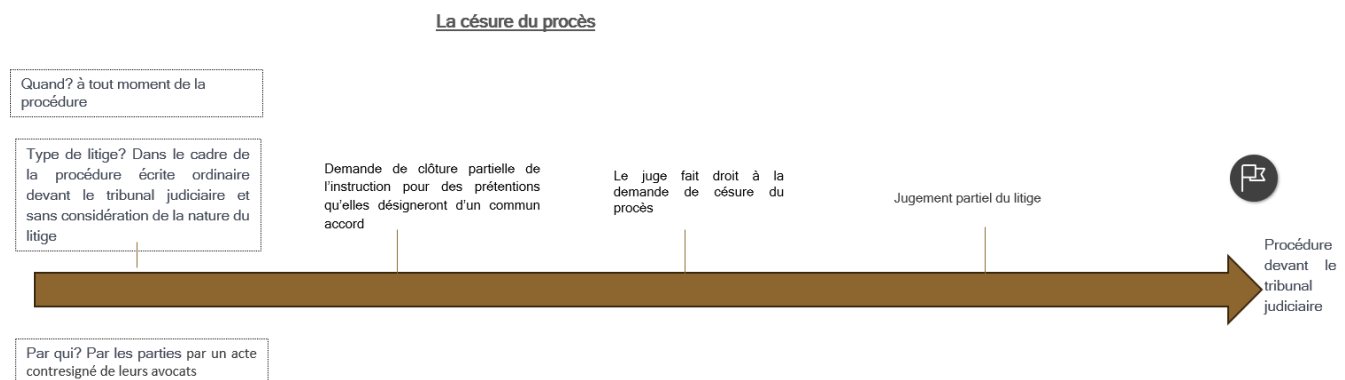 La césure du procès
Quand? à tout moment de la
procédure
Type de litige? Dans le cadre de
la procédure écrite ordinaire
devant le tribunal judiciaire et
sans considération de la nature du
litige
Demande de clôture partielle de
l'instruction pour des prétentions
qu'elles désigneront d'un commun
accord
Le juge fait droit à la
demande de césure du
procès
Jugement partiel du litige
Procédure
devant le
tribunal
judiciaire
Par qui? Par les parties par un acte
contresigné de leurs avocats